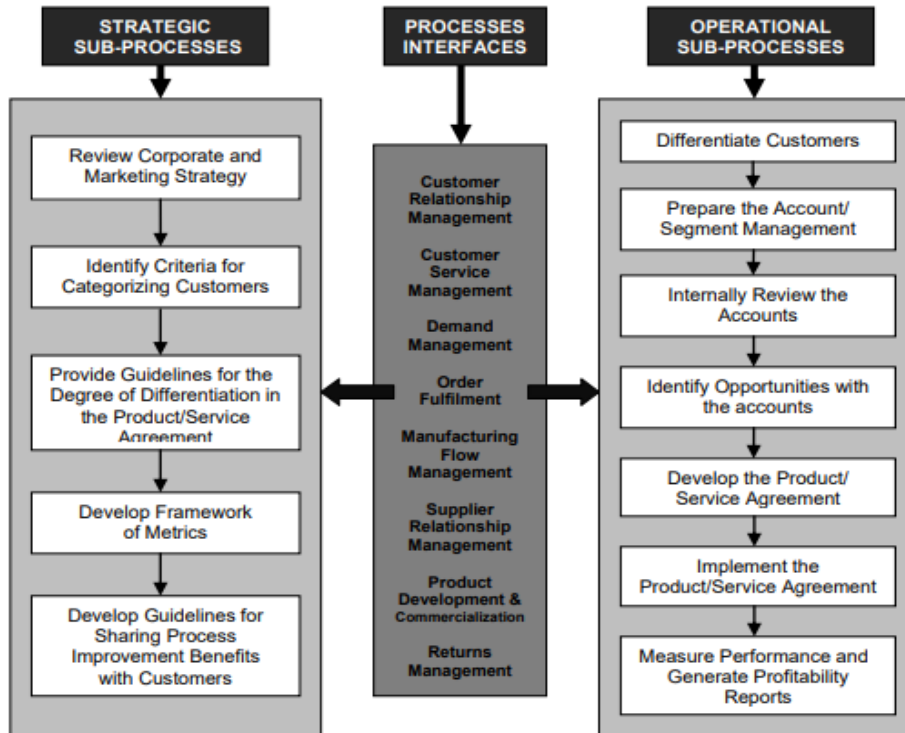 STRATEGIC
SUB-PROCESSES
Review Corporate and
Marketing Strategy
Identify Criteria for
Categorizing Customers
Provide Guidelines for the
Degree of Differentiation in
the Product/Service
Agreement
Develop Framework
of Metrics
Develop Guidelines for
Sharing Process
Improvement Benefits
with Customers
PROCESSES
INTERFACES
Customer
Relationship
Management
Customer
Service
Management
Demand
Management
Order
Fulfilment
Manufacturing
Flow
Management
Supplier
Relationship
Management
Product
Development &
Commercialization
Returns
Management
OPERATIONAL
SUB-PROCESSES
Differentiate Customers
Prepare the Account/
Segment Management
Internally Review the
Accounts
Identify Opportunities with
the accounts
Develop the Product/
Service Agreement
Implement the
Product/Service Agreement
Measure Performance and
Generate Profitability
Reports